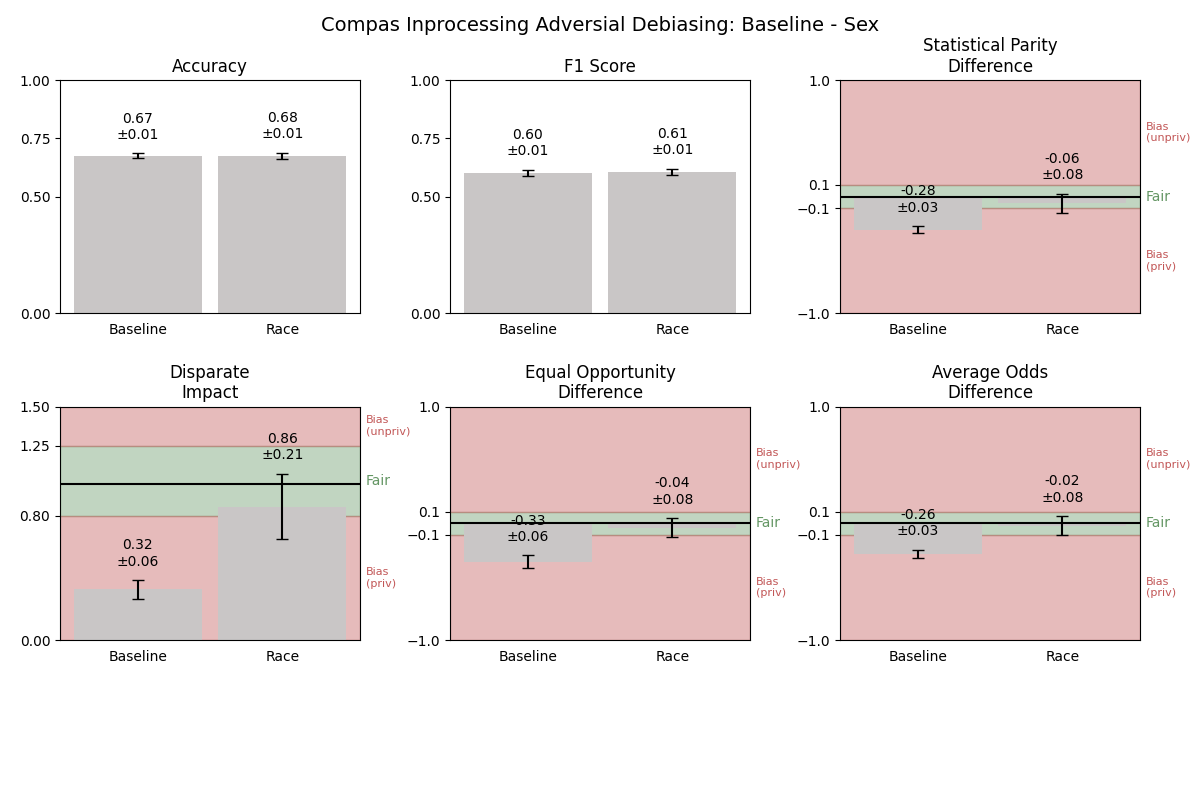 Compas Inprocessing Adversial Debiasing: Baseline - Sex
Accuracy
1.00
0.75
0.50
0.00
0.67
±0.01
0.68
±0.01
Baseline
Race
F1 Score
1.00
0.75
0.50
0.00
0.60
±0.01
0.61
±0.01
Baseline
Race
Statistical Parity
Difference
1.0
0.1
−0.1
−1.0
-0.28
±0.03
-0.06
±0.08
Bias
(unpriv)
Fair
Bias
(priv)
Baseline
Race
Disparate
Impact
1.50
1.25
0.80
0.00
0.32
±0.06
0.86
±0.21
Bias
(unpriv)
Fair
Bias
(priv)
Baseline
Race
Equal Opportunity
Difference
1.0
0.1
−0.1
−1.0
-0.33
±0.06
-0.04
±0.08
Bias
(unpriv)
Fair
Bias
(priv)
Baseline
Race
Average Odds
Difference
1.0
0.1
−0.1
−1.0
-0.26
±0.03
-0.02
±0.08
Bias
(unpriv)
Fair
Bias
(priv)
Baseline
Race